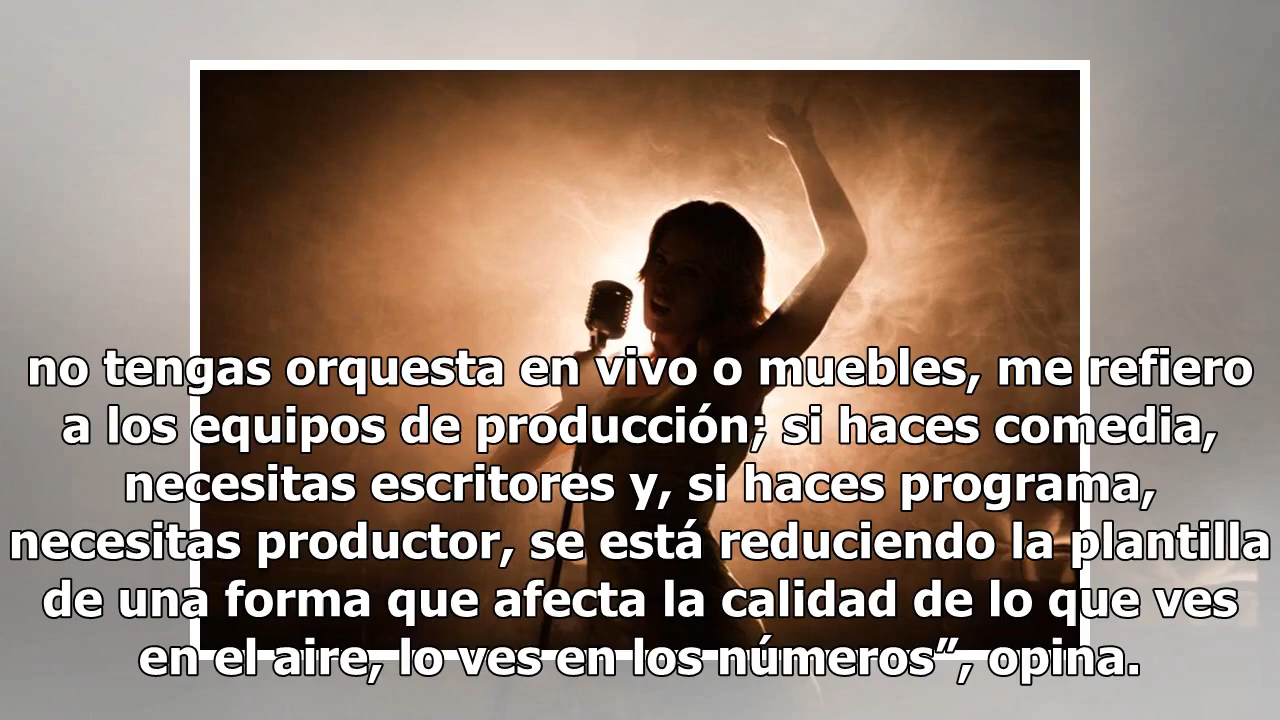 no tengas orquesta en vivo o muebles, me refiero
a los equipos de producción; si haces comedia,
necesitas escritores y, si haces programa,
necesitas productor, se está reduciendo la plantilla
de una forma que afecta la calidad de lo que ves
en el aire, lo ves en los números”, opina.